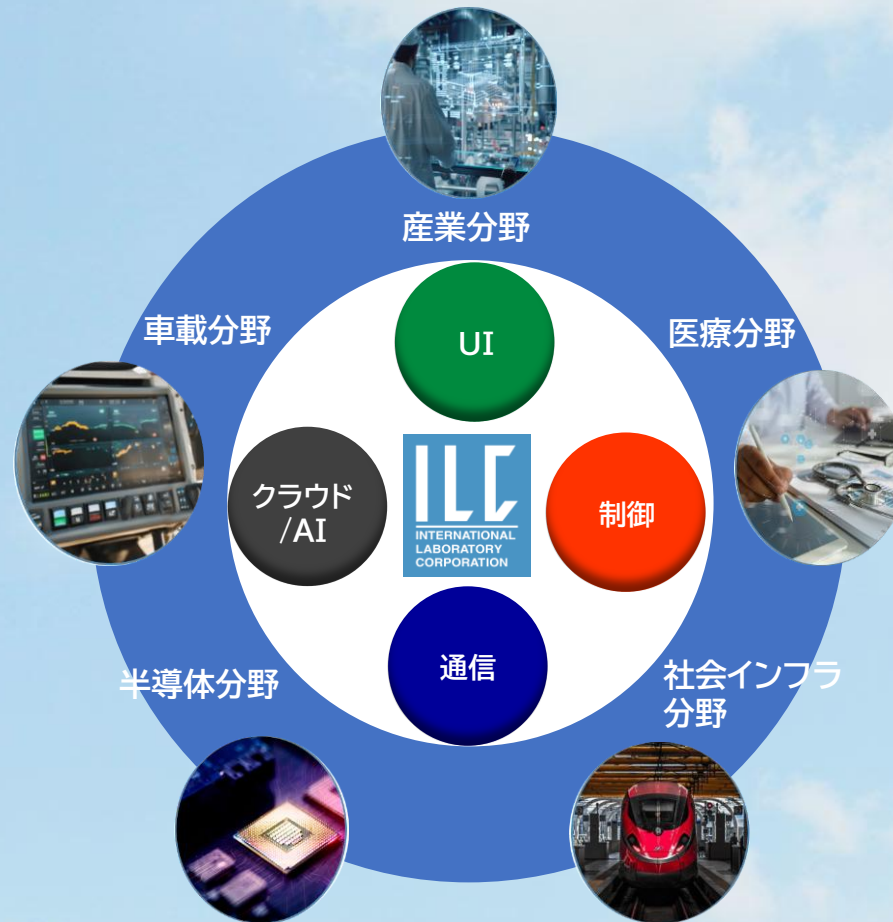 産業分野
車載分野
医療分野
UI
クラウド
/AI
ILC
INTERNATIONAL
LABORATORY
CORPORATION
制御
通信
半導体分野
社会インフラ
分野